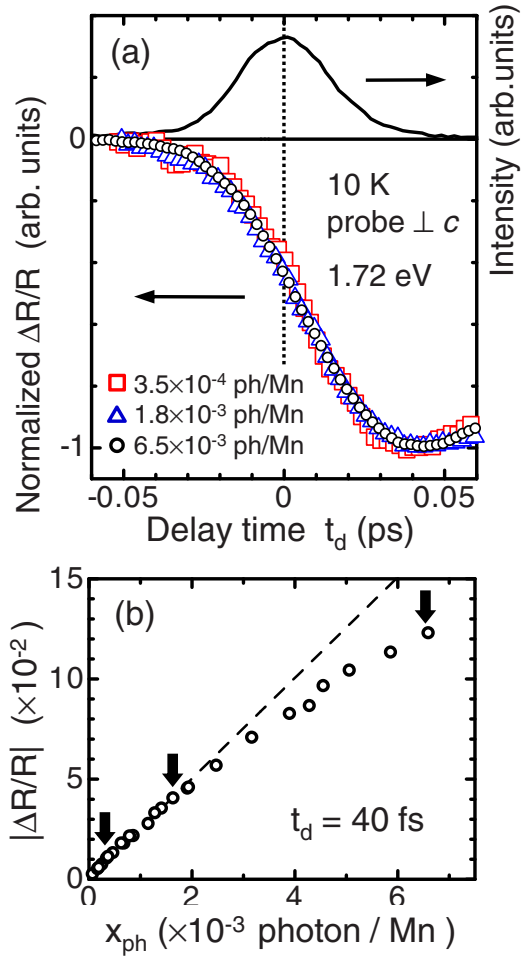 (a)
Normalized ΔR/R (arb. units)
Intensity (arb.units)
0
-1
10 K
probe ⊥ c
1.72 eV
3.5×10⁻⁴ ph/Mn
1.8×10⁻³ ph/Mn
6.5×10⁻³ ph/Mn
-0.05 0 0.05
Delay time t_d (ps)
(b)
|ΔR/R| (×10⁻²)
15
10
5
0
t_d = 40 fs
0 2 4 6
x_ph (×10⁻³ photon / Mn)